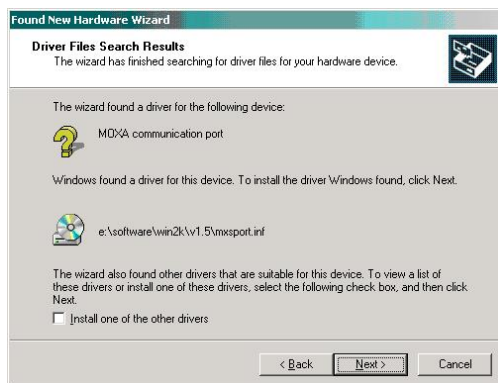 Found New Hardware Wizard
Driver Files Search Results
The wizard has finished searching for driver files for your hardware device.
The wizard found a driver for the following device:
MOXA communication port
Windows found a driver for this device. To install the driver Windows found, click Next.
e:\software\win2k\v1.5\mxsport.inf
The wizard also found other drivers that are suitable for this device. To view a list of
these drivers or install one of these drivers, select the following check box, and then click
Next.
Install one of the other drivers
< Back
Next >
Cancel